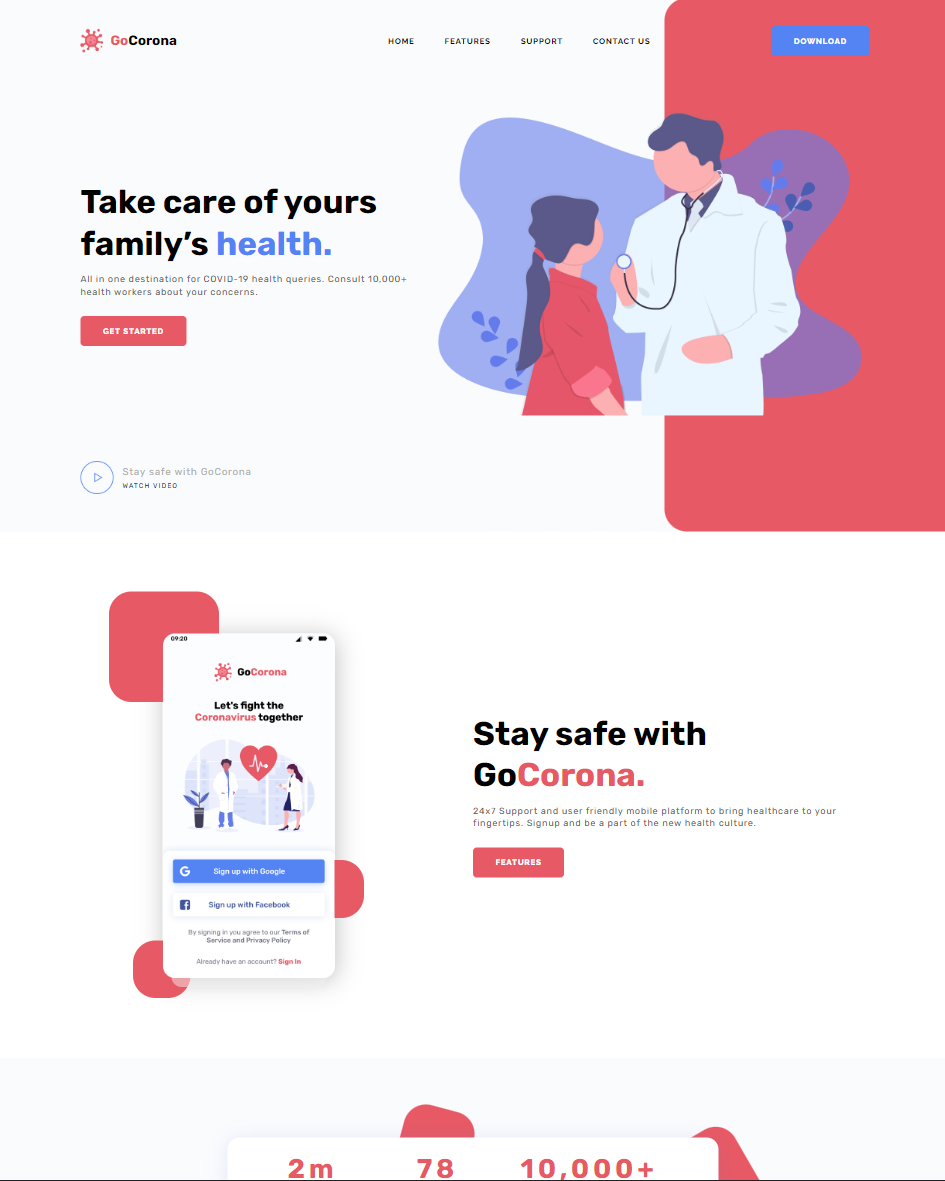 GoCorona
HOME FEATURES SUPPORT CONTACT US
DOWNLOAD
Take care of yours
family’s health.
All in one destination for COVID-19 health queries. Consult 10,000+
health workers about your concerns.
GET STARTED
Stay safe with GoCorona
WATCH VIDEO
09:20
GoCorona
Let's fight the
Coronavirus together
Sign up with Google
Sign up with Facebook
By signing in you agree to our Terms of
Service and Privacy Policy
Already have an account? Sign In
Stay safe with
GoCorona.
24x7 Support and user friendly mobile platform to bring healthcare to your
fingertips. Signup and be a part of the new health culture.
FEATURES
2m 78 10,000+